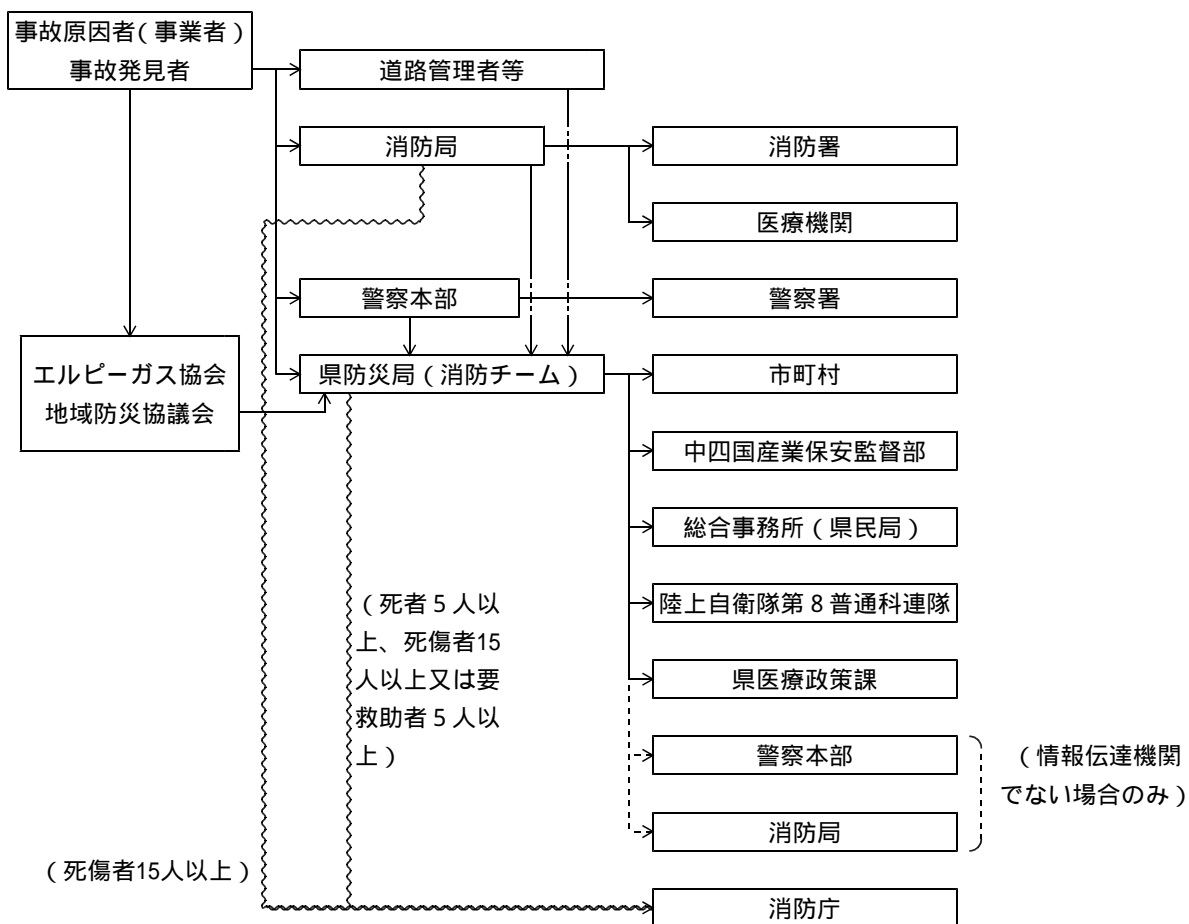 事故原因者(事業者)
事故発見者
道路管理者等
消防局
消防署
医療機関
警察本部
警察署
エルピーガス協会
地域防災協議会
県防災局(消防チーム)
市町村
中四国産業保安監督部
総合事務所(県民局)
(死者5人以
上、死傷者15
人以上又は要
救助者5人以
上)
陸上自衛隊第8普通科連隊
県医療政策課
警察本部
(情報伝達機関
でない場合のみ)
消防局
(死傷者15人以上)
消防庁